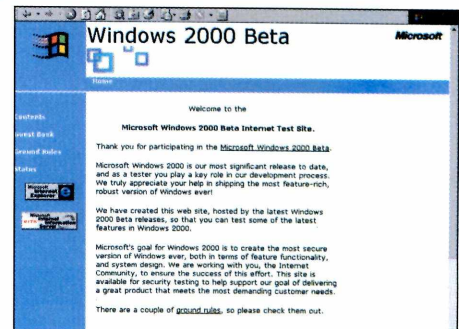 Windows 2000 Beta
Microsoft
Home
Contents
Guest Book
Ground Rules
Status
Microsoft
Internet
Explorer
Microsoft
Internet
Information
Server
Welcome to the
Microsoft Windows 2000 Beta Internet Test Site.
Thank you for participating in the Microsoft Windows 2000 Beta.
Microsoft Windows 2000 is our most significant release to date,
and as a tester you play a key role in our development process.
We truly appreciate your help in shipping the most feature-rich,
robust version of Windows ever!
We have created this web site, hosted by the latest Windows
2000 Beta releases, so that you can test some of the latest
features in Windows 2000.
Microsoft's goal for Windows 2000 is to create the most secure
version of Windows ever, both in terms of feature functionality,
and system design. We are working with you, the Internet
Community, to ensure the success of this effort. This site is
available for security testing to help support our goal of delivering
a great product that meets the most demanding customer needs.
There are a couple of ground rules, so please check them out.